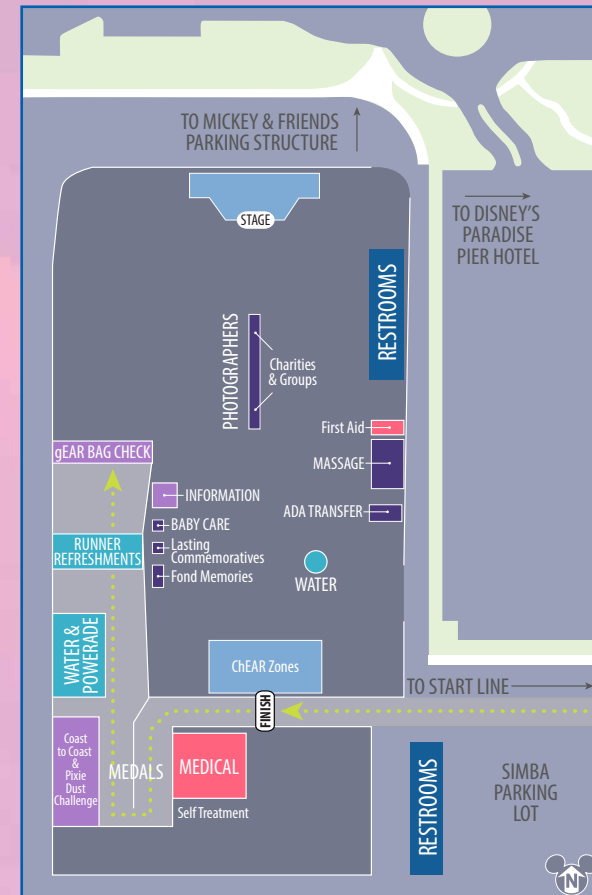 TO MICKEY & FRIENDS
PARKING STRUCTURE
TO DISNEY'S
PARADISE
PIER HOTEL
STAGE
RESTROOMS
PHOTOGRAPHERS
Charities
& Groups
First Aid
gEAR BAG CHECK
MASSAGE
INFORMATION
ADA TRANSFER
BABY CARE
RUNNER
REFRESHMENTS
Lasting
Commemoratives
Fond Memories
WATER
WATER &
POWERADE
ChEAR Zones
TO START LINE
FINISH
Coast
to Coast
&
Pixie
Dust
Challenge
MEDALS
MEDICAL
Self Treatment
RESTROOMS
SIMBA
PARKING
LOT
N